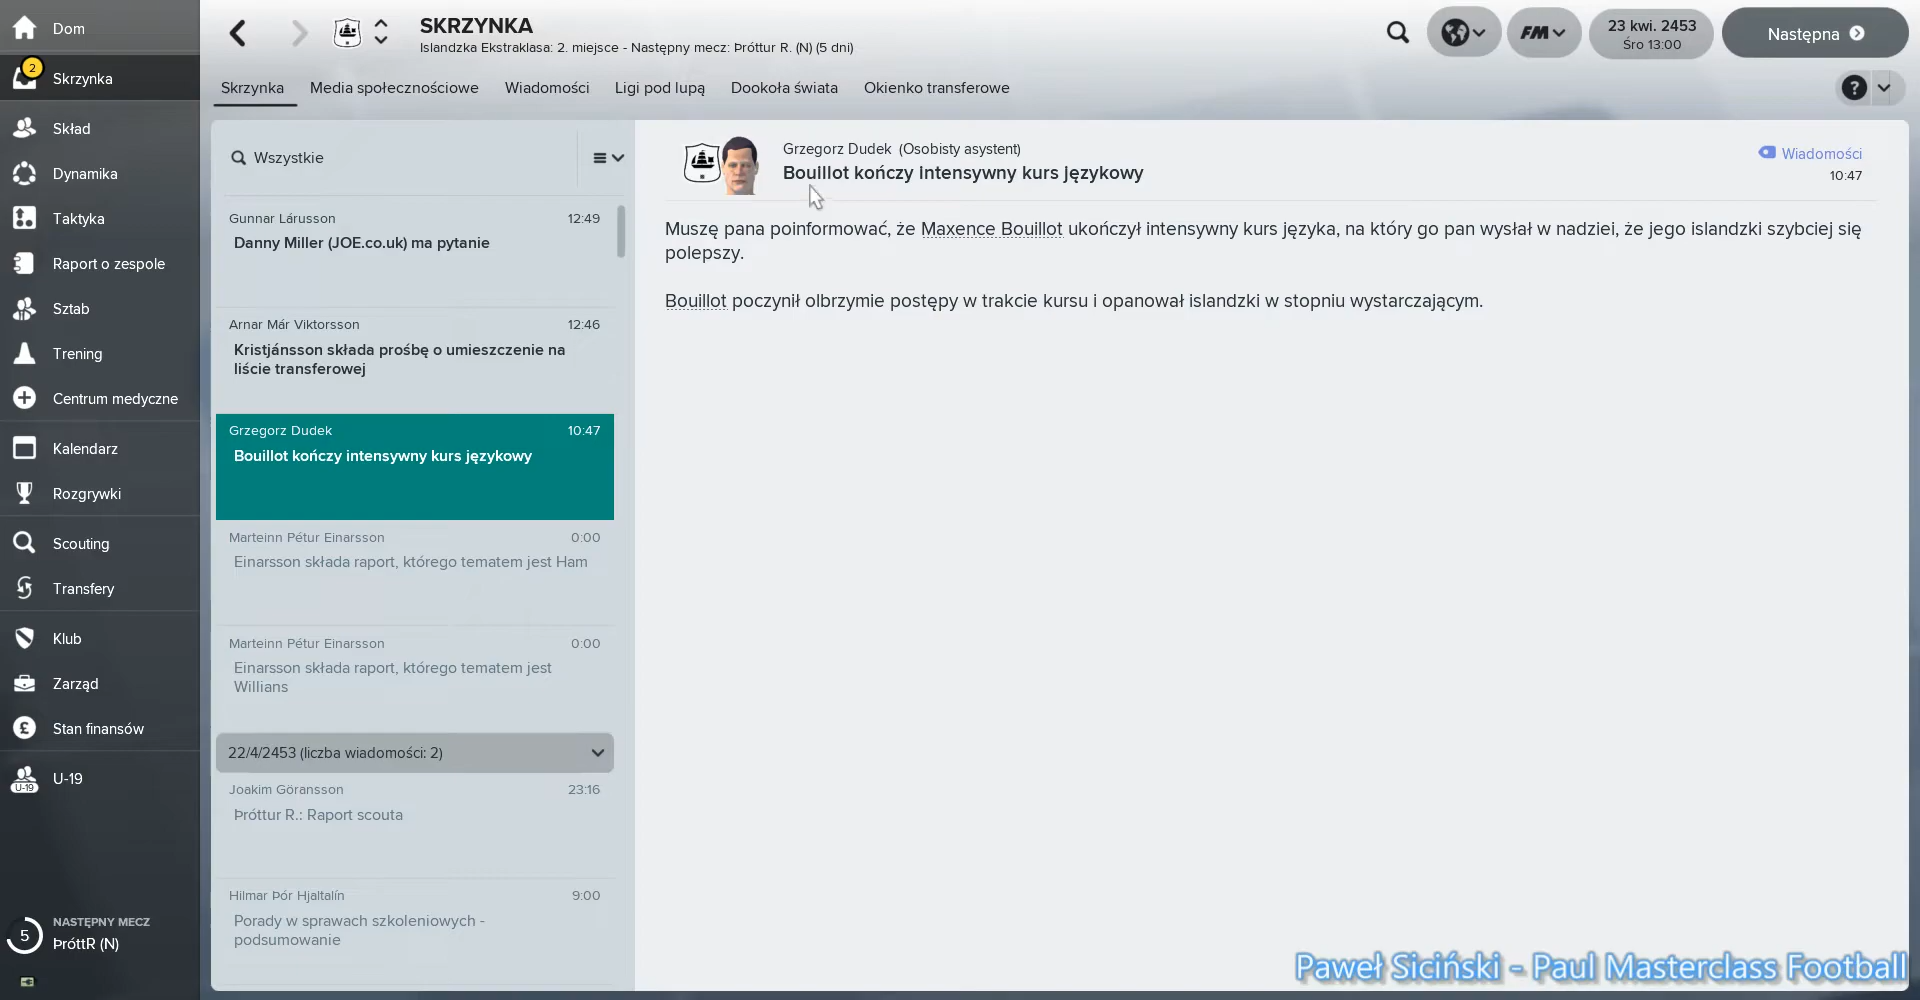 Dom
2
Skrzynka
Skład
Dynamika
Taktyka
Raport o zespole
Sztab
Trening
Centrum medyczne
Kalendarz
Rozgrywki
Scouting
Transfery
Klub
Zarząd
Stan finansów
U-19
U-19
NASTĘPNY MECZ
5
ÞróttR (N)
SKRZYNKA
Islandzka Ekstraklasa: 2. miejsce - Następny mecz: Þróttur R. (N) (5 dni)
FM
23 kwi. 2453
Śro 13:00
Następna
Skrzynka Media społecznościowe Wiadomości Ligi pod lupą Dookoła świata Okienko transferowe
?
Wszystkie
Gunnar Lárusson 12:49
Danny Miller (JOE.co.uk) ma pytanie
Arnar Már Viktorsson 12:46
Kristjánsson składa prośbę o umieszczenie na
liście transferowej
Grzegorz Dudek 10:47
Bouillot kończy intensywny kurs językowy
Marteinn Pétur Einarsson 0:00
Einarsson składa raport, którego tematem jest Ham
Marteinn Pétur Einarsson 0:00
Einarsson składa raport, którego tematem jest
Willians
22/4/2453 (liczba wiadomości: 2)
Joakim Göransson 23:16
Þróttur R.: Raport scouta
Hilmar Þór Hjaltalín 9:00
Porady w sprawach szkoleniowych -
podsumowanie
Grzegorz Dudek (Osobisty asystent)
Bouillot kończy intensywny kurs językowy
Wiadomości
10:47
Muszę pana poinformować, że Maxence Bouillot ukończył intensywny kurs języka, na który go pan wysłał w nadziei, że jego islandzki szybciej się
polepszy.
Bouillot poczynił olbrzymie postępy w trakcie kursu i opanował islandzki w stopniu wystarczającym.
Paweł Siciński - Paul Masterclass Football